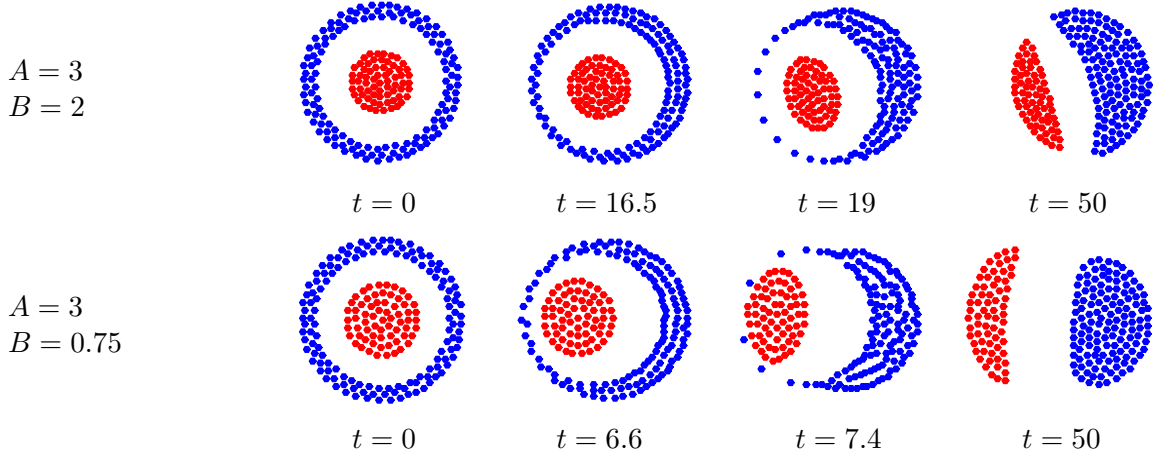 A = 3
B = 2
t = 0
t = 16.5
t = 19
t = 50
A = 3
B = 0.75
t = 0
t = 6.6
t = 7.4
t = 50